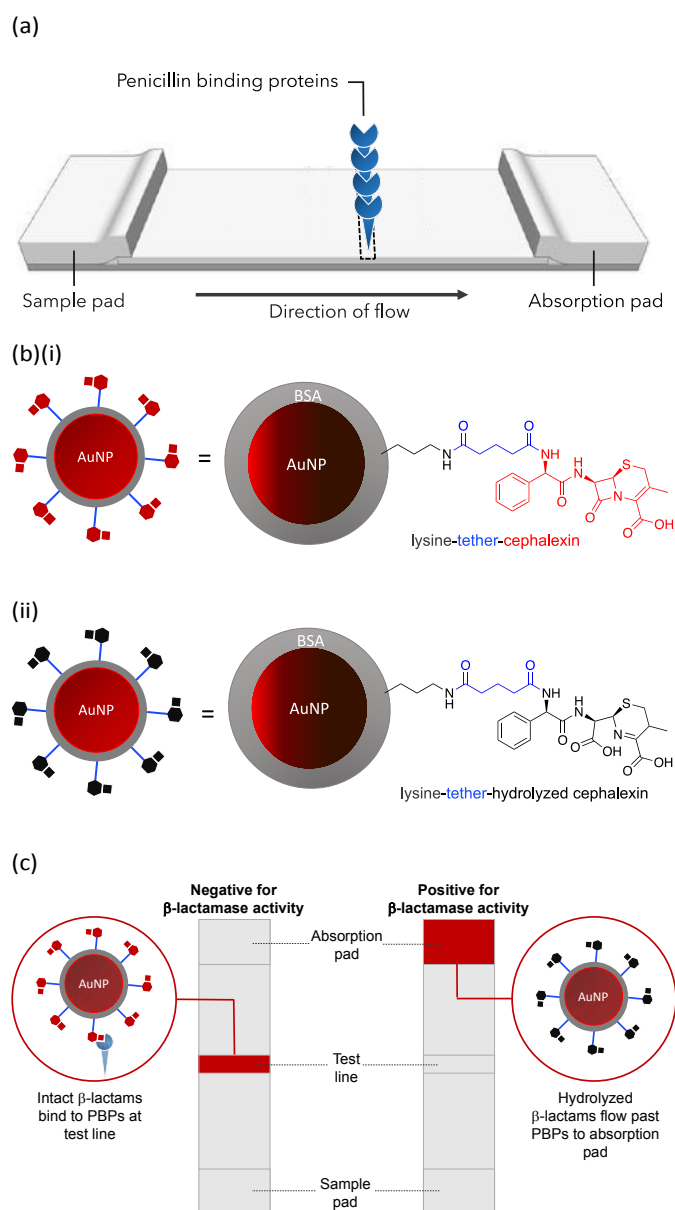 (a)
Penicillin binding proteins
Sample pad
Direction of flow
Absorption pad
(b)(i)
AuNP
=
BSA
AuNP
O
O
N
H
HN
O
H
N
S
O
N
O
OH
lysine-tether-cephalexin
(ii)
AuNP
=
BSA
AuNP
O
O
N
H
HN
O
H
N
S
O
OH
N
O
OH
lysine-tether-hydrolyzed cephalexin
(c)
Negative for
β-lactamase activity
Positive for
β-lactamase activity
Absorption
pad
AuNP
AuNP
Test
line
Intact β-lactams
bind to PBPs at
test line
Hydrolyzed
β-lactams flow past
PBPs to absorption
pad
Sample
pad